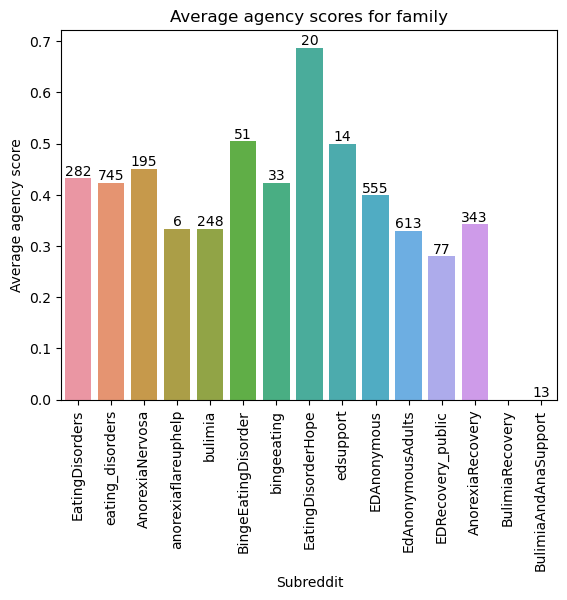 Average agency scores for family
Average agency score
0.7
0.6
0.5
0.4
0.3
0.2
0.1
0.0
282
745
195
6
248
51
33
20
14
555
613
77
343
13
EatingDisorders
eating_disorders
AnorexiaNervosa
anorexiaflareuphelp
bulimia
BingeEatingDisorder
bingeeating
EatingDisorderHope
edsupport
EDAnonymous
EdAnonymousAdults
EDRecovery_public
AnorexiaRecovery
BulimiaRecovery
BulimiaAndAnaSupport
Subreddit